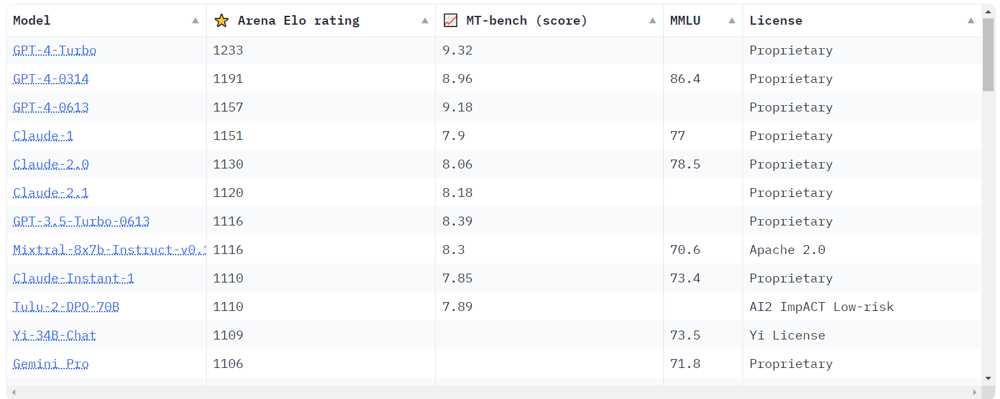 Model ▲ ⭐ Arena Elo rating ▲ 📈 MT-bench (score) ▲ MMLU ▲ License ▲
GPT-4-Turbo 1233 9.32 Proprietary
GPT-4-0314 1191 8.96 86.4 Proprietary
GPT-4-0613 1157 9.18 Proprietary
Claude-1 1151 7.9 77 Proprietary
Claude-2.0 1130 8.06 78.5 Proprietary
Claude-2.1 1120 8.18 Proprietary
GPT-3.5-Turbo-0613 1116 8.39 Proprietary
Mixtral-8x7b-Instruct-v0.1 1116 8.3 70.6 Apache 2.0
Claude-Instant-1 1110 7.85 73.4 Proprietary
Tulu-2-DPO-70B 1110 7.89 AI2 ImpACT Low-risk
Yi-34B-Chat 1109 73.5 Yi License
Gemini Pro 1106 71.8 Proprietary